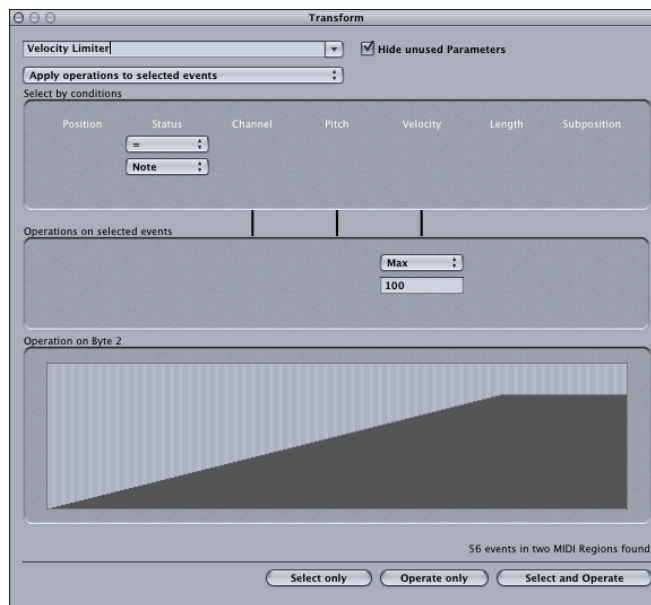 Transform
Velocity Limiter
Hide unused Parameters
Apply operations to selected events
Select by conditions
Position Status Channel Pitch Velocity Length Subposition
=
Note
Operations on selected events
Max
100
Operation on Byte 2
56 events in two MIDI Regions found
Select only Operate only Select and Operate